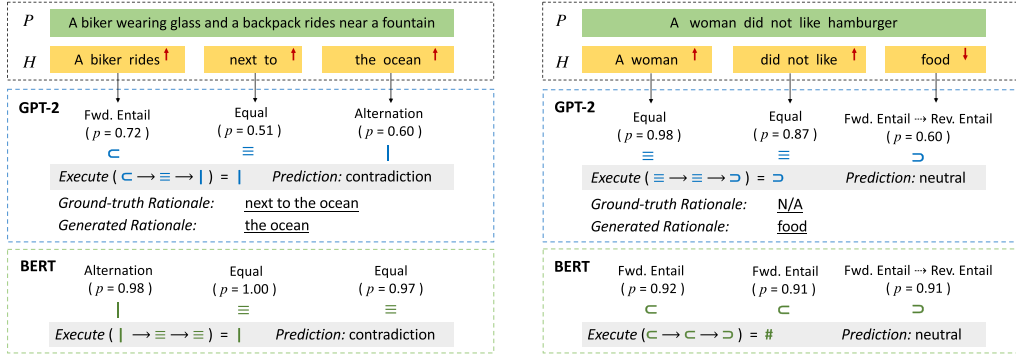 P A biker wearing glass and a backpack rides near a fountain
H A biker rides ↑ next to ↑ the ocean ↑
GPT-2
Fwd. Entail Equal Alternation
( p = 0.72 ) ( p = 0.51 ) ( p = 0.60 )
⊂ ≡ |
Execute ( ⊂ → ≡ → | ) = | Prediction: contradiction
Ground-truth Rationale: next to the ocean
Generated Rationale: the ocean
BERT
Alternation Equal Equal
( p = 0.98 ) ( p = 1.00 ) ( p = 0.97 )
| ≡ ≡
Execute ( | → ≡ → ≡ ) = | Prediction: contradiction
P A woman did not like hamburger
H A woman ↑ did not like ↑ food ↓
GPT-2
Equal Equal Fwd. Entail ⇢ Rev. Entail
( p = 0.98 ) ( p = 0.87 ) ( p = 0.60 )
≡ ≡ ⊃
Execute ( ≡ → ≡ → ⊃ ) = ⊃ Prediction: neutral
Ground-truth Rationale: N/A
Generated Rationale: food
BERT
Fwd. Entail Fwd. Entail Fwd. Entail ⇢ Rev. Entail
( p = 0.92 ) ( p = 0.91 ) ( p = 0.91 )
⊂ ⊂ ⊃
Execute ( ⊂ → ⊂ → ⊃ ) = # Prediction: neutral